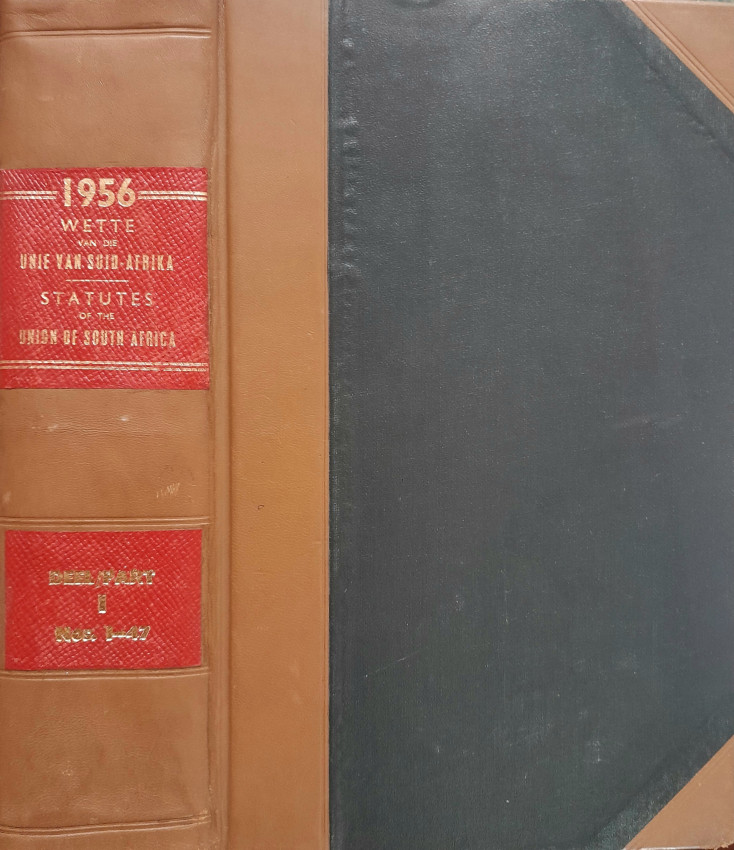 1956
WETTE
VAN DIE
UNIE VAN SUID-AFRIKA
STATUTES
OF THE
UNION OF SOUTH AFRICA
DEEL/PART
I
Nos. 1–47